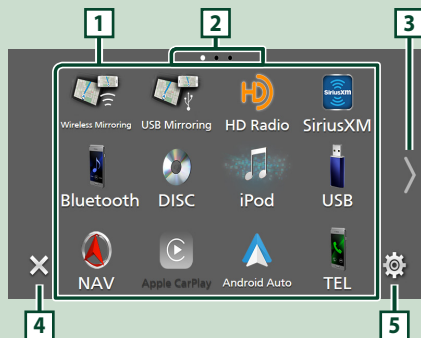 1 2 3
SiriusXM
Wireless Mirroring USB Mirroring HD Radio SiriusXM
Bluetooth DISC iPod USB
NAV Apple CarPlay Android Auto TEL
4 5